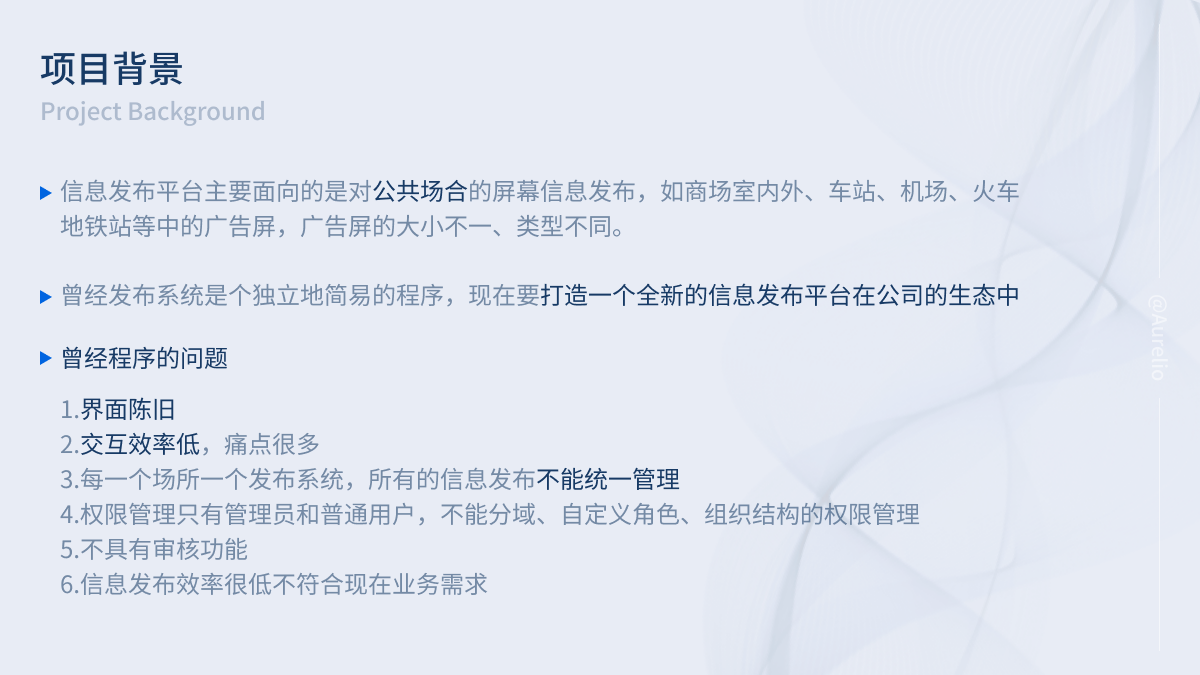 项目背景
Project Background
信息发布平台主要面向的是对公共场合的屏幕信息发布，如商场室内外、车站、机场、火车
地铁站等中的广告屏，广告屏的大小不一、类型不同。
曾经发布系统是个独立地简易的程序，现在要打造一个全新的信息发布平台在公司的生态中
曾经程序的问题
1.界面陈旧
2.交互效率低，痛点很多
3.每一个场所一个发布系统，所有的信息发布不能统一管理
4.权限管理只有管理员和普通用户，不能分域、自定义角色、组织结构的权限管理
5.不具有审核功能
6.信息发布效率很低不符合现在业务需求
@Aurelio